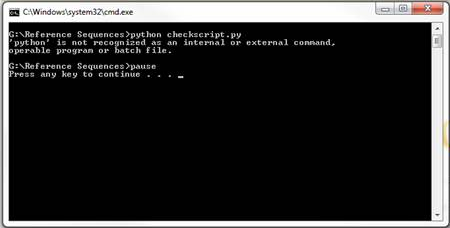 C:\Windows\system32\cmd.exe
G:\Reference Sequences>python checkscript.py
'python' is not recognized as an internal or external command,
operable program or batch file.
G:\Reference Sequences>pause
Press any key to continue . . . _